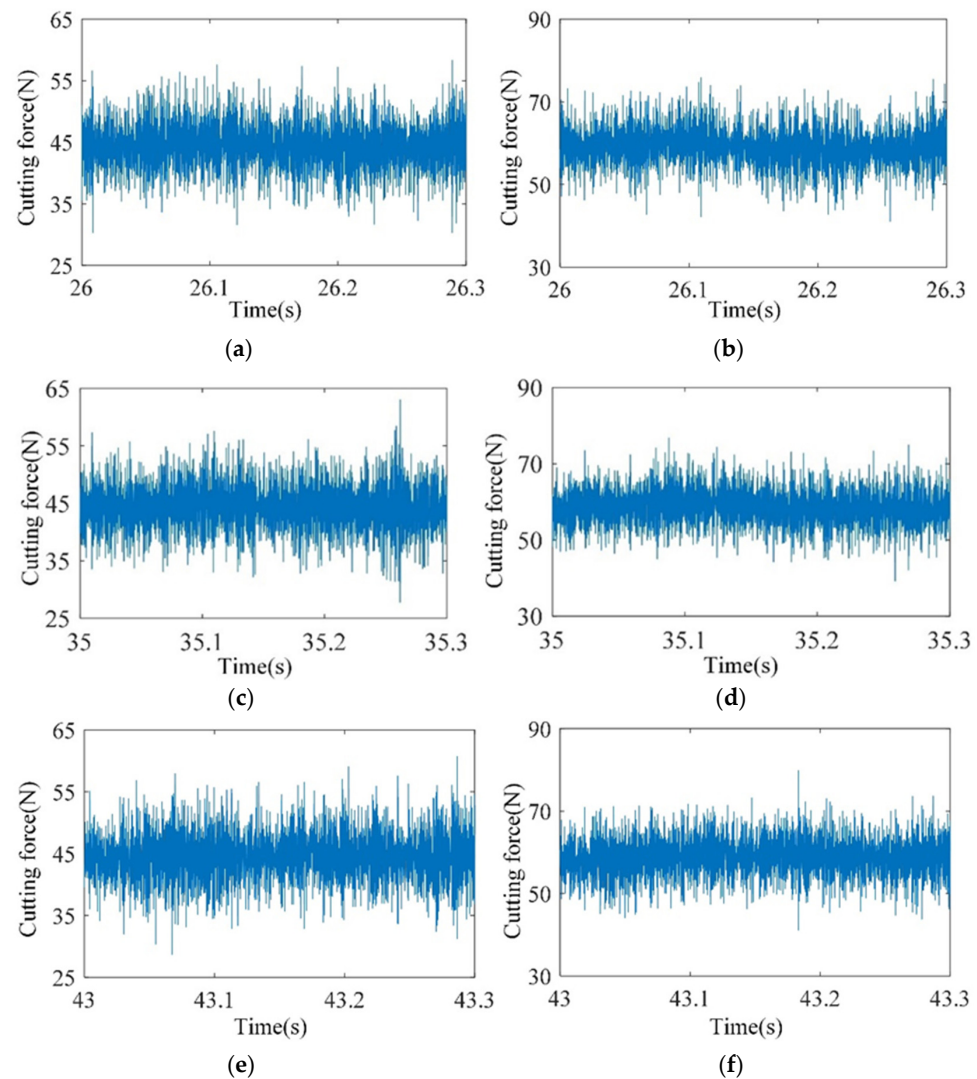 65
55
45
35
25
Cutting force(N)
26
26.1
26.2
26.3
Time(s)
(a)
90
70
50
30
Cutting force(N)
26
26.1
26.2
26.3
Time(s)
(b)
65
55
45
35
25
Cutting force(N)
35
35.1
35.2
35.3
Time(s)
(c)
90
70
50
30
Cutting force(N)
35
35.1
35.2
35.3
Time(s)
(d)
65
55
45
35
25
Cutting force(N)
43
43.1
43.2
43.3
Time(s)
(e)
90
70
50
30
Cutting force(N)
43
43.1
43.2
43.3
Time(s)
(f)